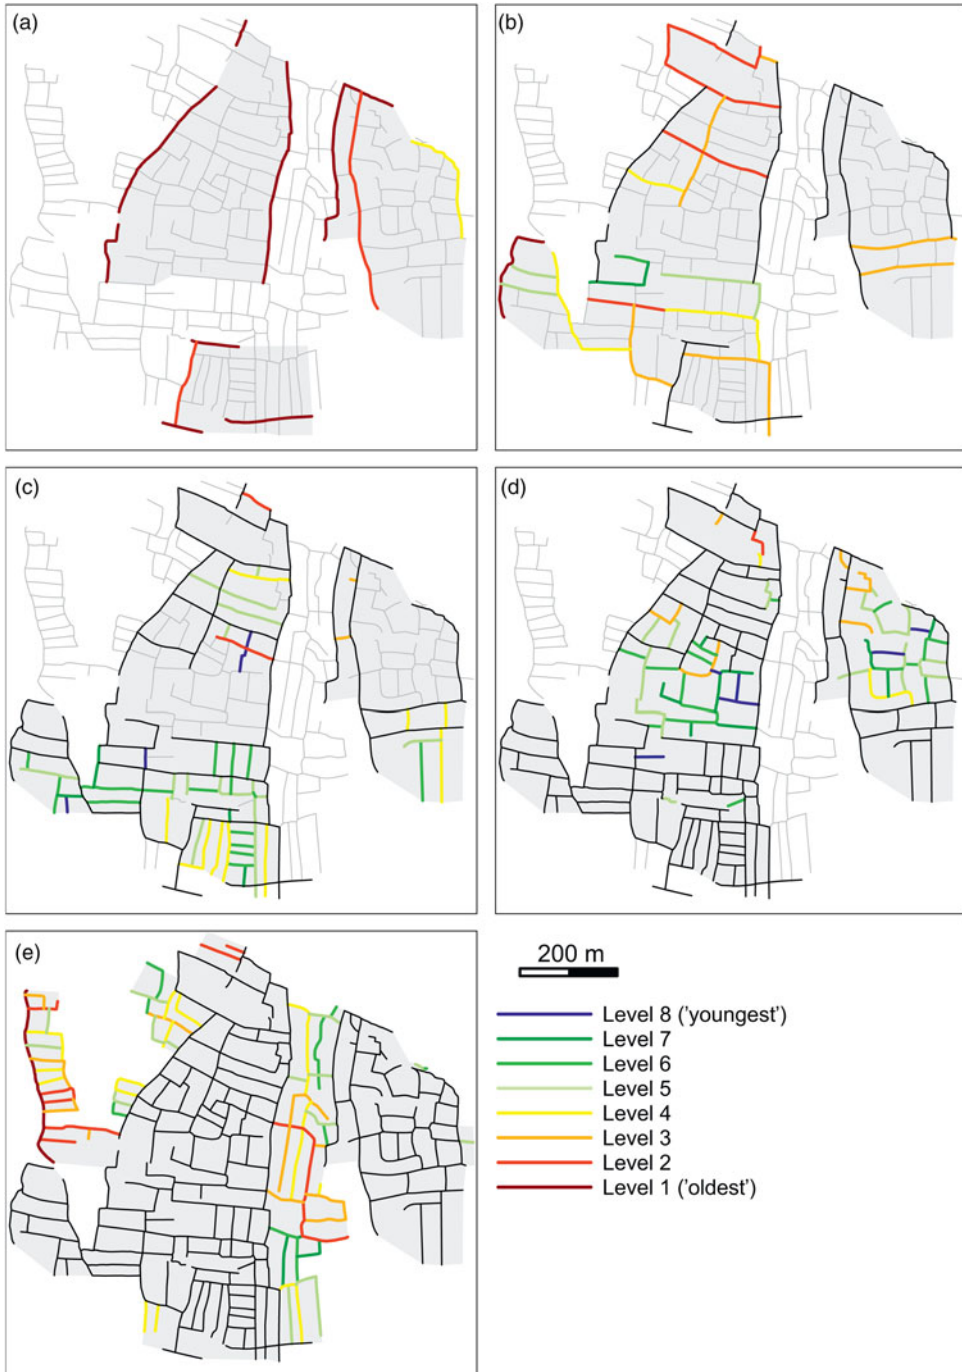 (a)
(b)
(c)
(d)
(e)
200 m
Level 8 ('youngest')
Level 7
Level 6
Level 5
Level 4
Level 3
Level 2
Level 1 ('oldest')